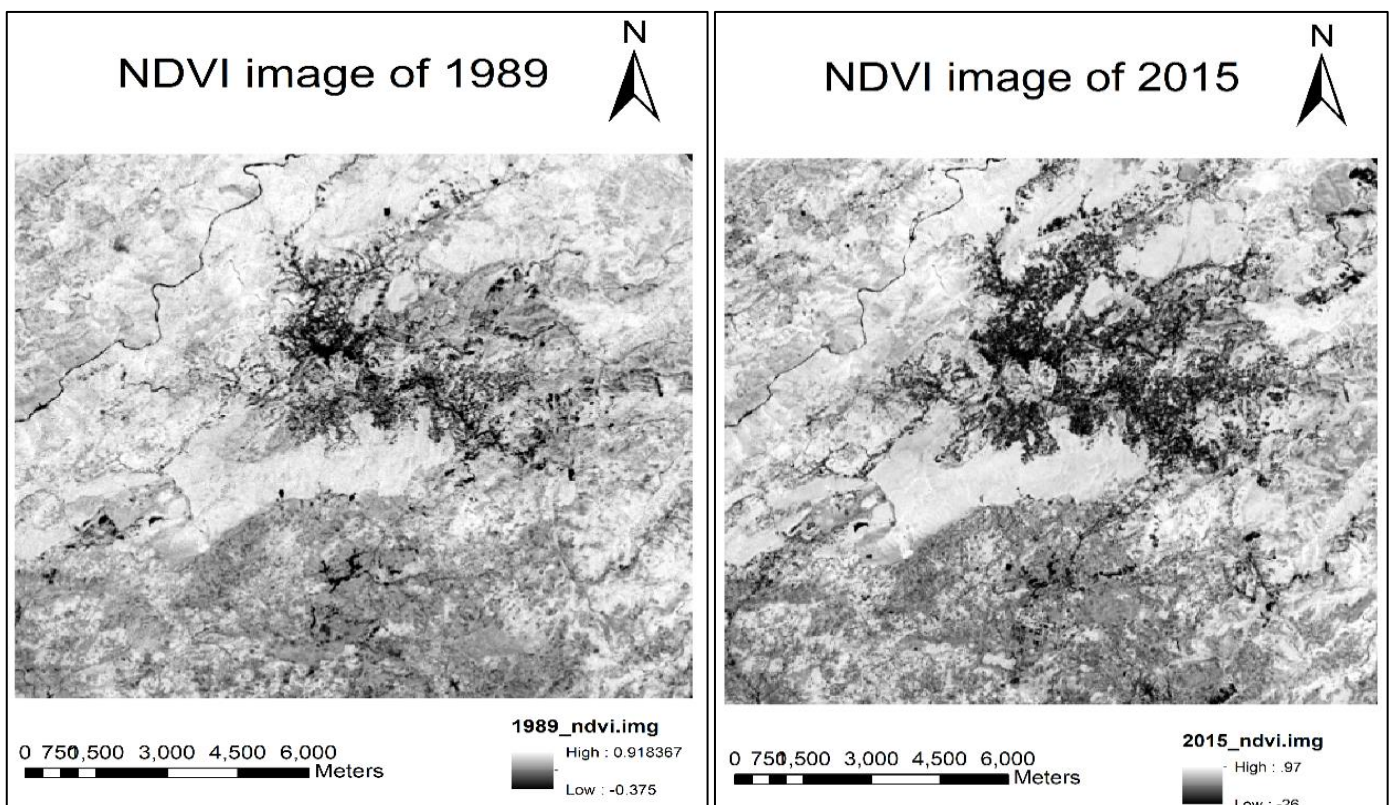 N
NDVI image of 1989
1989_ndvi.img
High : 0.918367
Low : -0.375
0 750 1,500 3,000 4,500 6,000
Meters
N
NDVI image of 2015
2015_ndvi.img
High : .97
Low : -26
0 750 1,500 3,000 4,500 6,000
Meters